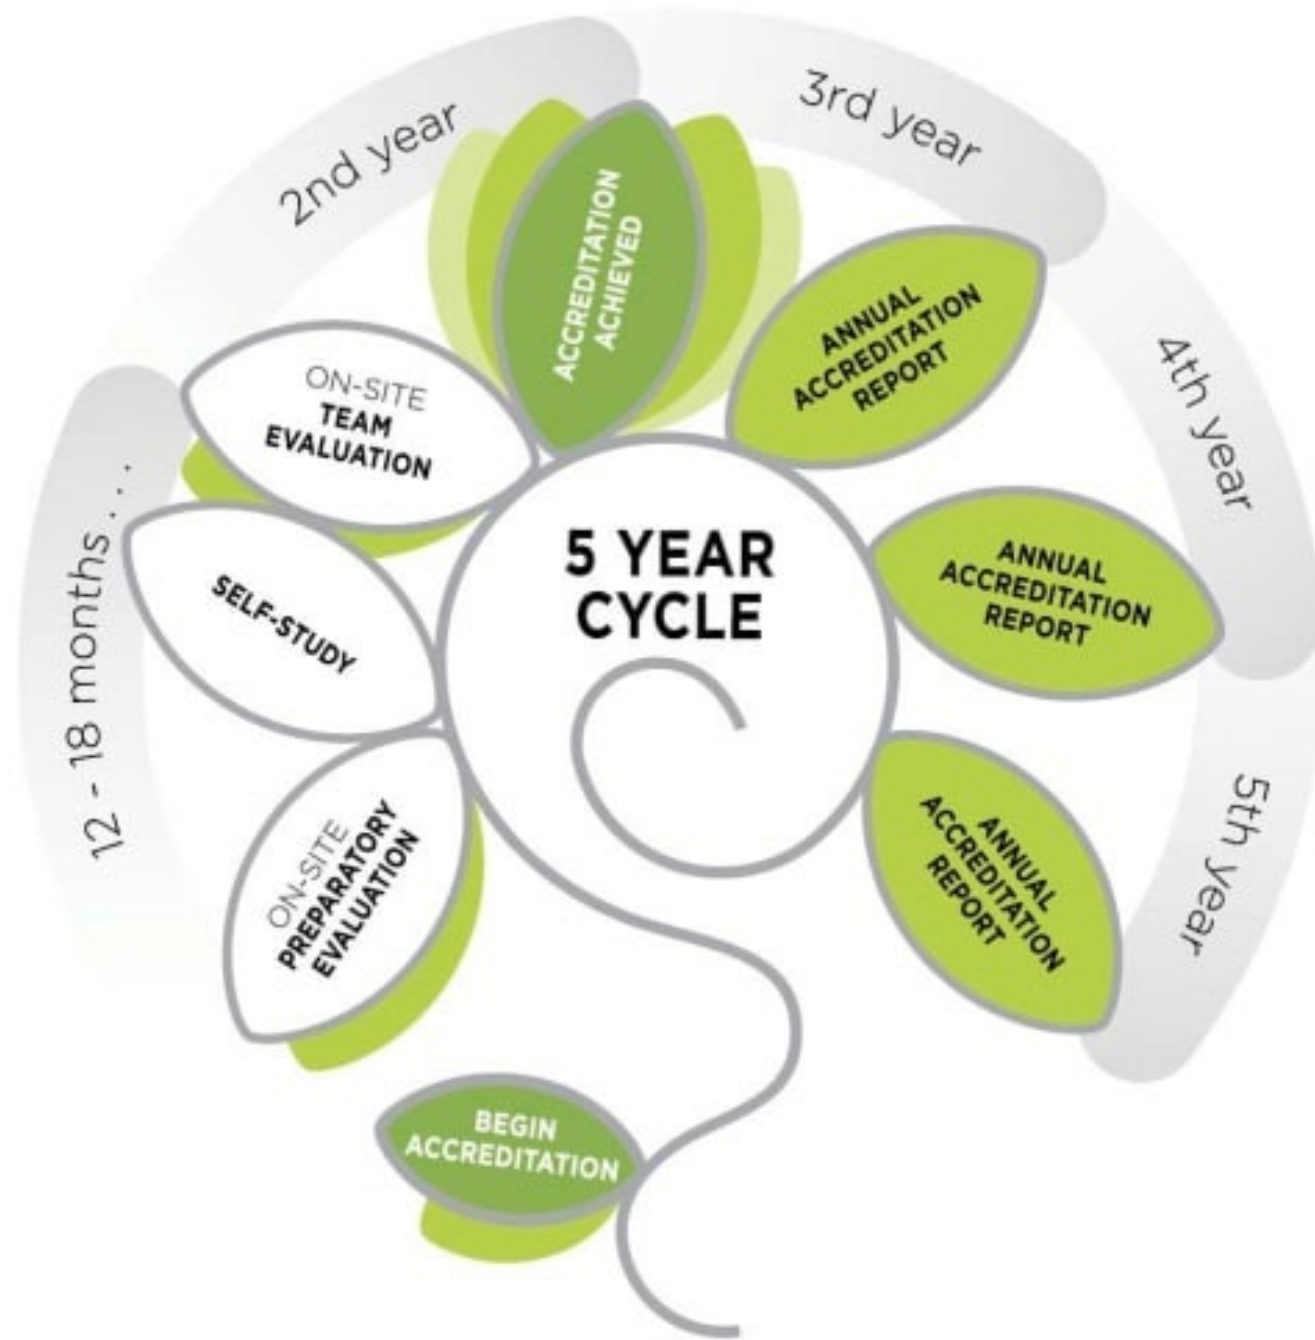 2nd year
3rd year
4th year
5th year
12 - 18 months . . .
ACCREDITATION
ACHIEVED
ANNUAL
ACCREDITATION
REPORT
ANNUAL
ACCREDITATION
REPORT
ANNUAL
ACCREDITATION
REPORT
ON-SITE
TEAM
EVALUATION
SELF-STUDY
ON-SITE
PREPARATORY
EVALUATION
BEGIN
ACCREDITATION
5 YEAR
CYCLE